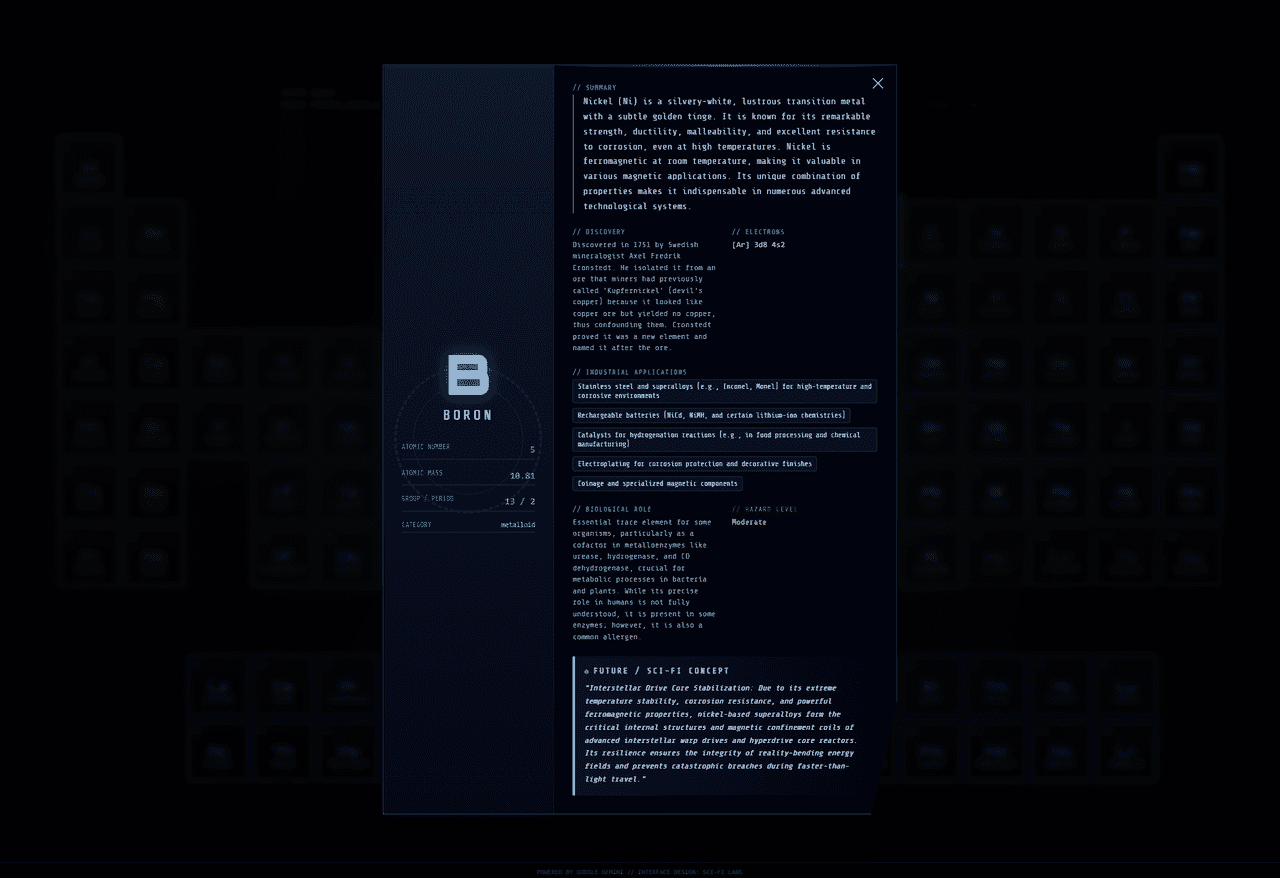 B
BORON
ATOMIC NUMBER 5
ATOMIC MASS 10.81
GROUP / PERIOD 13 / 2
CATEGORY metalloid
// SUMMARY
Nickel (Ni) is a silvery-white, lustrous transition metal
with a subtle golden tinge. It is known for its remarkable
strength, ductility, malleability, and excellent resistance
to corrosion, even at high temperatures. Nickel is
ferromagnetic at room temperature, making it valuable in
various magnetic applications. Its unique combination of
properties makes it indispensable in numerous advanced
technological systems.
// DISCOVERY
Discovered in 1751 by Swedish
mineralogist Axel Fredrik
Cronstedt. He isolated it from an
ore that miners had previously
called 'Kupfernickel' (devil's
copper) because it looked like
copper ore but yielded no copper,
thus confounding them. Cronstedt
proved it was a new element and
named it after the ore.
// ELECTRONS
[Ar] 3d8 4s2
// INDUSTRIAL APPLICATIONS
Stainless steel and superalloys (e.g., Inconel, Monel) for high-temperature and
corrosive environments
Rechargeable batteries (NiCd, NiMH, and certain lithium-ion chemistries)
Catalysts for hydrogenation reactions (e.g., in food processing and chemical
manufacturing)
Electroplating for corrosion protection and decorative finishes
Coinage and specialized magnetic components
// BIOLOGICAL ROLE
Essential trace element for some
organisms, particularly as a
cofactor in metalloenzymes like
urease, hydrogenase, and CO
dehydrogenase, crucial for
metabolic processes in bacteria
and plants. While its precise
role in humans is not fully
understood, it is present in some
enzymes; however, it is also a
common allergen.
// HAZARD LEVEL
Moderate
FUTURE / SCI-FI CONCEPT
"Interstellar Drive Core Stabilization: Due to its extreme
temperature stability, corrosion resistance, and powerful
ferromagnetic properties, nickel-based superalloys form the
critical internal structures and magnetic confinement coils of
advanced interstellar warp drives and hyperdrive core reactors.
Its resilience ensures the integrity of reality-bending energy
fields and prevents catastrophic breaches during faster-than-
light travel."
POWERED BY GOOGLE GEMINI // INTERFACE DESIGN: SCI-FI LABS